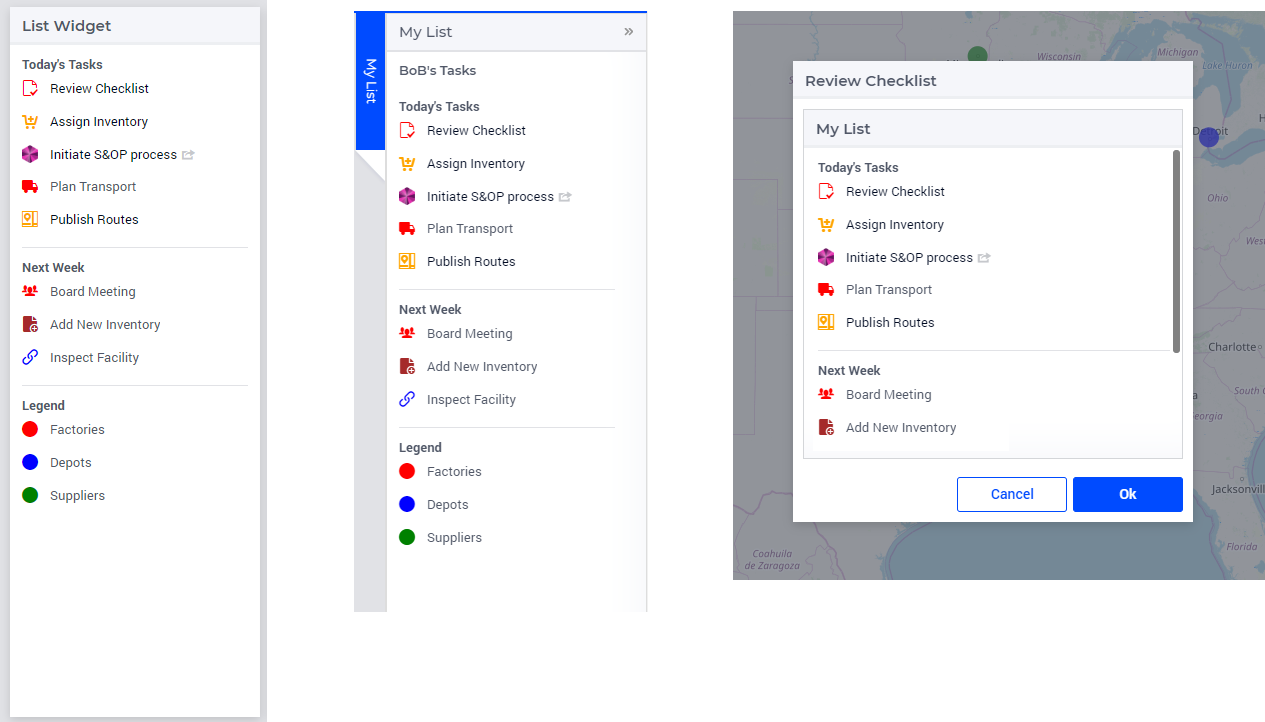 List Widget
Today's Tasks
Review Checklist
Assign Inventory
Initiate S&OP process
Plan Transport
Publish Routes
Next Week
Board Meeting
Add New Inventory
Inspect Facility
Legend
Factories
Depots
Suppliers
My List
My List
BoB's Tasks
Today's Tasks
Review Checklist
Assign Inventory
Initiate S&OP process
Plan Transport
Publish Routes
Next Week
Board Meeting
Add New Inventory
Inspect Facility
Legend
Factories
Depots
Suppliers
Wisconsin
Michigan
Lake Huron
Detroit
Ohio
Charlotte
Georgia
Jacksonville
Florida
Coahuila
de Zaragoza
Review Checklist
My List
Today's Tasks
Review Checklist
Assign Inventory
Initiate S&OP process
Plan Transport
Publish Routes
Next Week
Board Meeting
Add New Inventory
Cancel
Ok